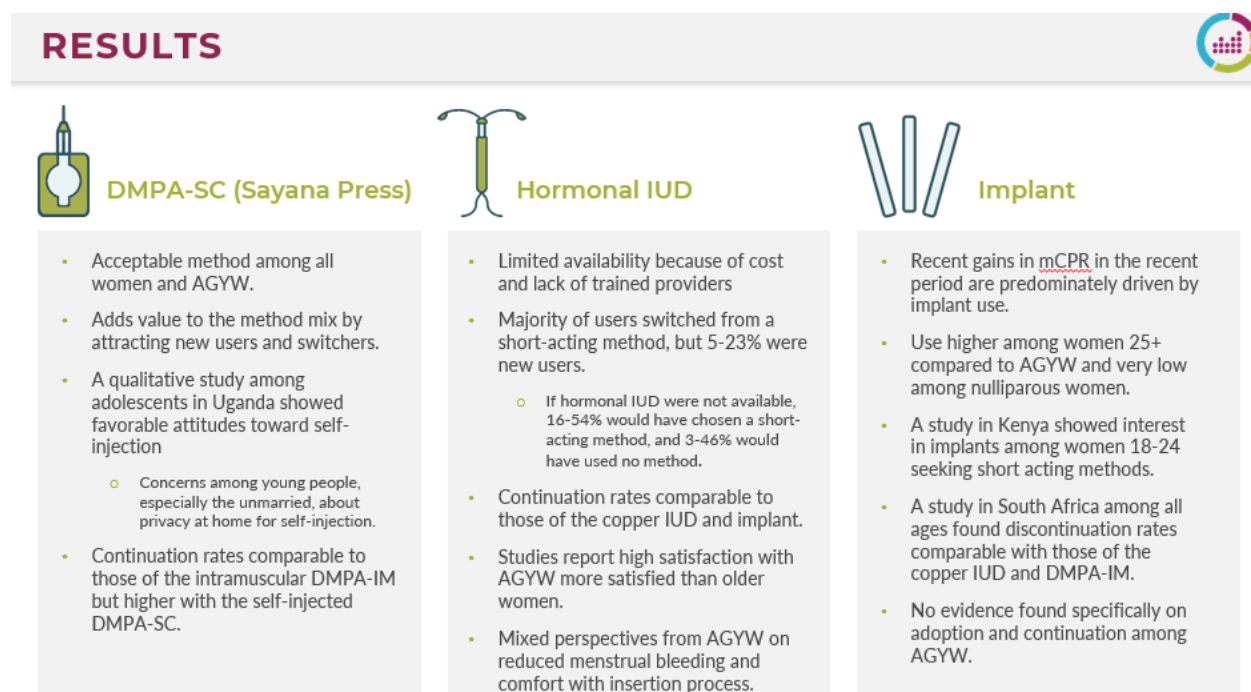 RESULTS
DMPA-SC (Sayana Press)
• Acceptable method among all
women and AGYW.
• Adds value to the method mix by
attracting new users and switchers.
• A qualitative study among
adolescents in Uganda showed
favorable attitudes toward self-
injection
o Concerns among young people,
especially the unmarried, about
privacy at home for self-injection.
• Continuation rates comparable to
those of the intramuscular DMPA-IM
but higher with the self-injected
DMPA-SC.
Hormonal IUD
• Limited availability because of cost
and lack of trained providers
• Majority of users switched from a
short-acting method, but 5-23% were
new users.
o If hormonal IUD were not available,
16-54% would have chosen a short-
acting method, and 3-46% would
have used no method.
• Continuation rates comparable to
those of the copper IUD and implant.
• Studies report high satisfaction with
AGYW more satisfied than older
women.
• Mixed perspectives from AGYW on
reduced menstrual bleeding and
comfort with insertion process.
Implant
• Recent gains in mCPR in the recent
period are predominately driven by
implant use.
• Use higher among women 25+
compared to AGYW and very low
among nulliparous women.
• A study in Kenya showed interest
in implants among women 18-24
seeking short acting methods.
• A study in South Africa among all
ages found discontinuation rates
comparable with those of the
copper IUD and DMPA-IM.
• No evidence found specifically on
adoption and continuation among
AGYW.